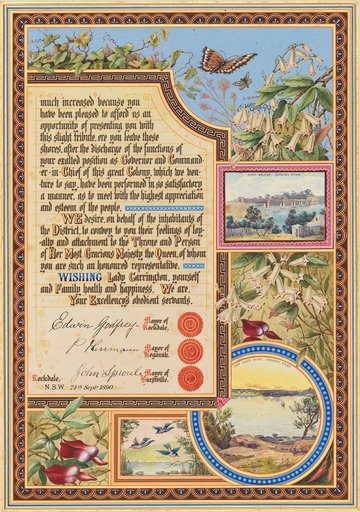 much increased because you
have been pleased to afford us an
opportunity of presenting you with
this slight tribute, ere you leave these
shores, after the discharge of the functions of
your exalted position as Governor and Command-
er-in-Chief of this great Colony, which we ven-
ture to say, have been performed in so satisfactory
a manner, as to meet with the highest appreciation
and esteem of the people.
WE desire, on behalf of the inhabitants of
the District, to convey to you their feelings of loy-
alty and attachment to the Throne and Person
of Her Most Gracious Majesty the Queen, of whom
you are such an honoured representative.
WISHING Lady Carrington, yourself
and Family health and happiness, We are,
Your Excellency's obedient servants,
Edwin Godfrey Mayor of
Rockdale.
Mayor of
Kogarah.
John Sproule Mayor of
Hurstville.
Rockdale,
N.S.W. 24th Sept 1890.